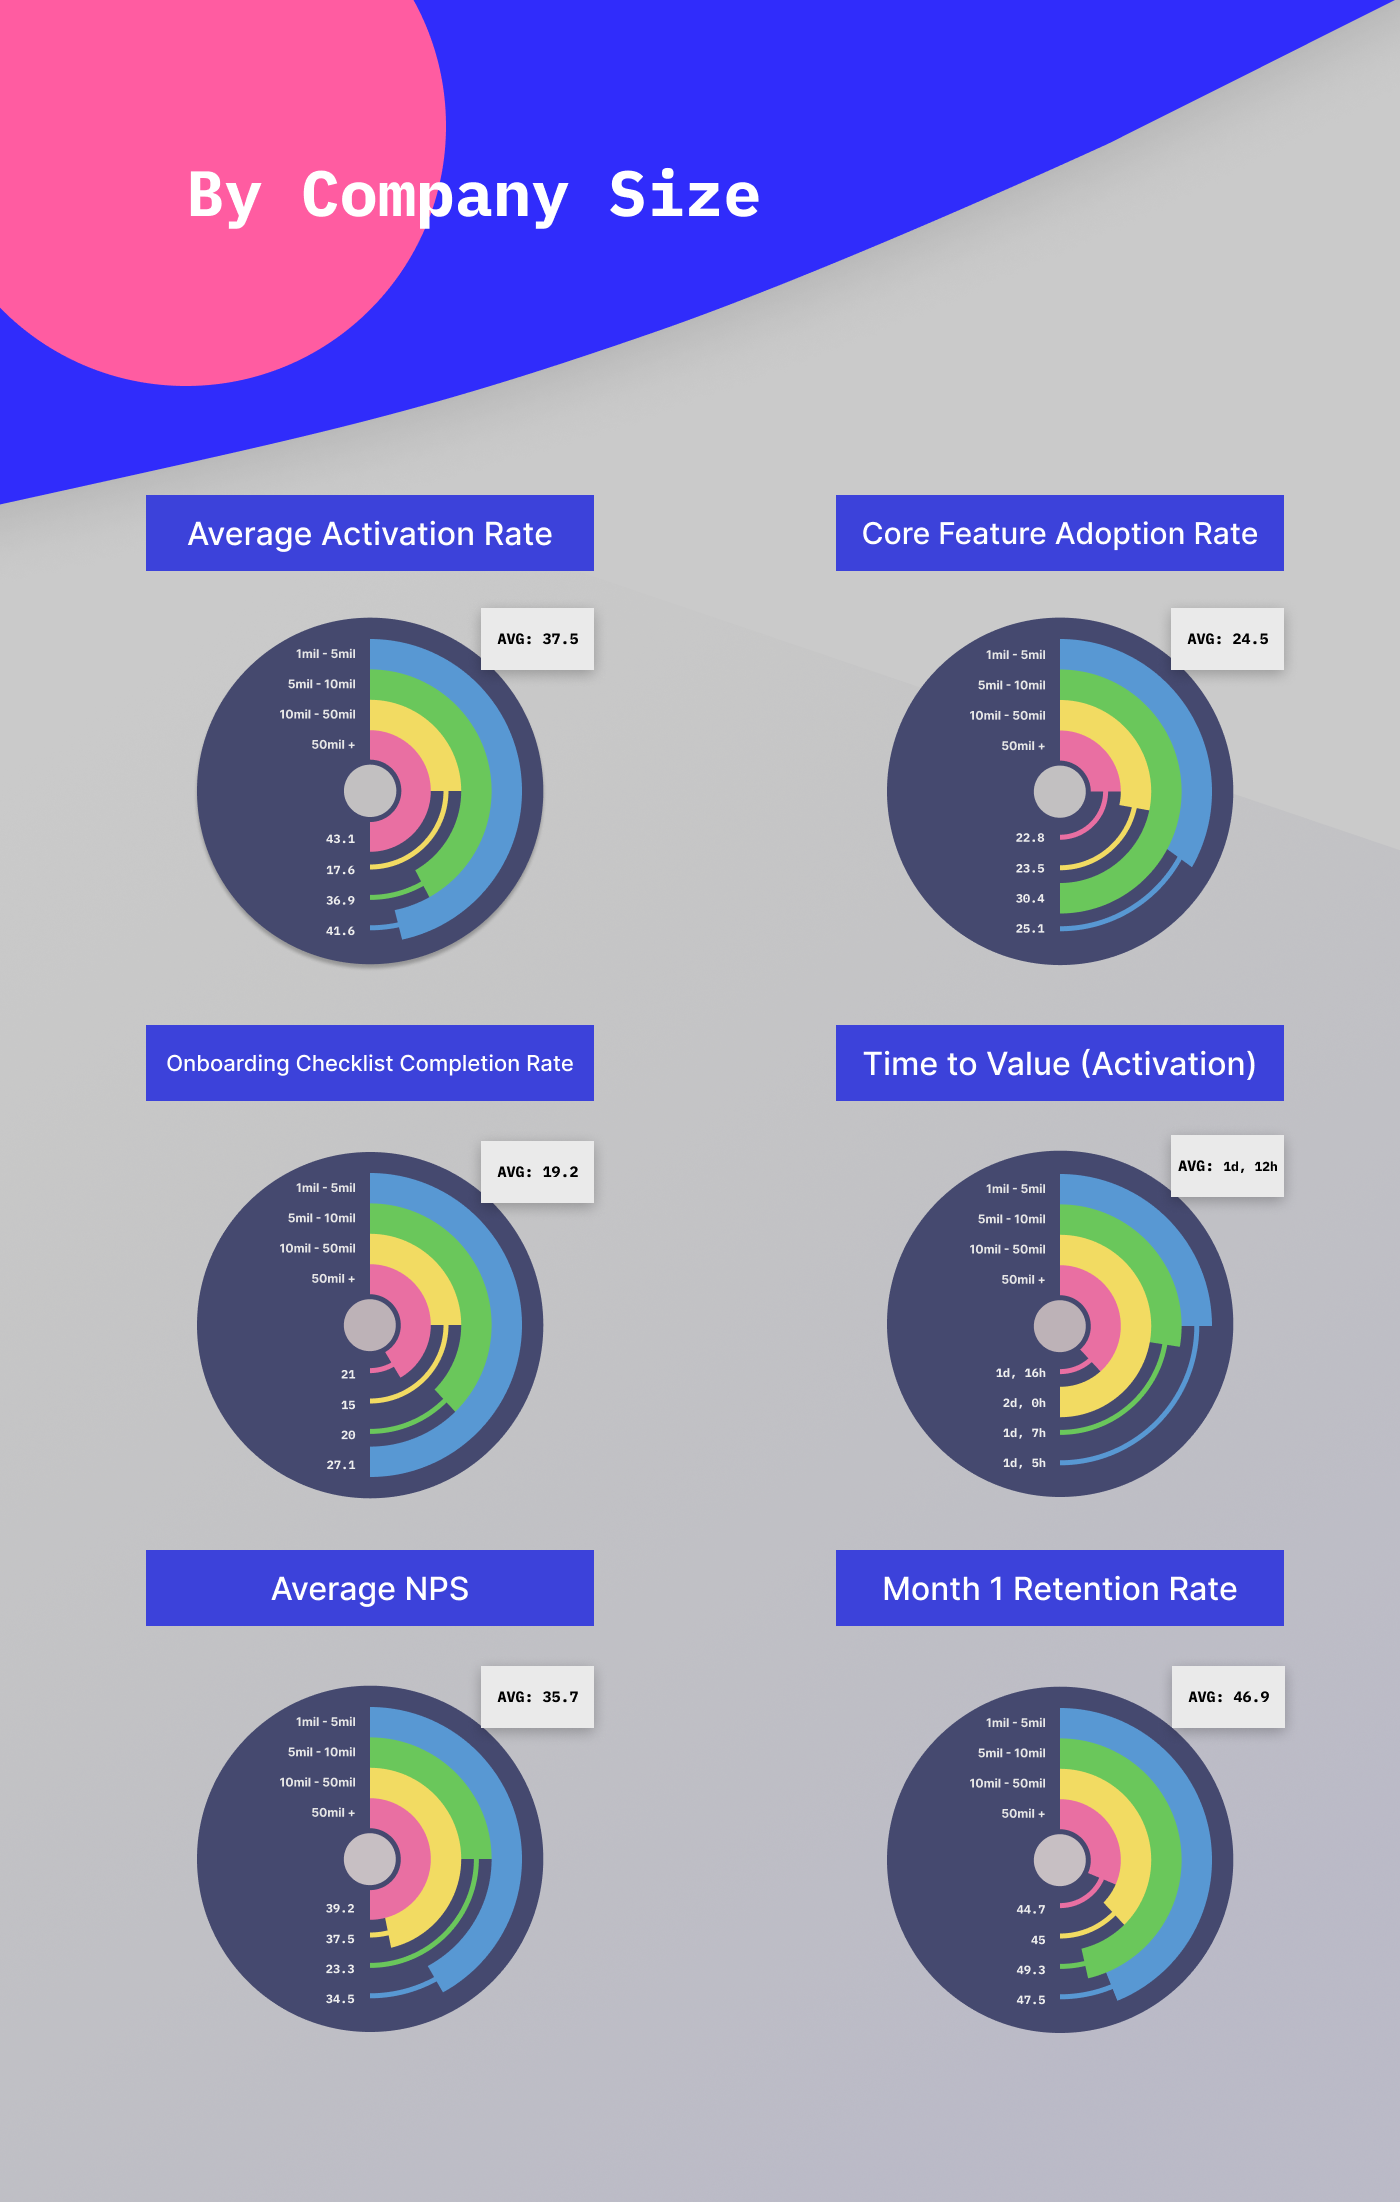 By Company Size
Average Activation Rate
AVG: 37.5
1mil - 5mil
5mil - 10mil
10mil - 50mil
50mil +
43.1
17.6
36.9
41.6
Core Feature Adoption Rate
AVG: 24.5
1mil - 5mil
5mil - 10mil
10mil - 50mil
50mil +
22.8
23.5
30.4
25.1
Onboarding Checklist Completion Rate
AVG: 19.2
1mil - 5mil
5mil - 10mil
10mil - 50mil
50mil +
21
15
20
27.1
Time to Value (Activation)
AVG: 1d, 12h
1mil - 5mil
5mil - 10mil
10mil - 50mil
50mil +
1d, 16h
2d, 0h
1d, 7h
1d, 5h
Average NPS
AVG: 35.7
1mil - 5mil
5mil - 10mil
10mil - 50mil
50mil +
39.2
37.5
23.3
34.5
Month 1 Retention Rate
AVG: 46.9
1mil - 5mil
5mil - 10mil
10mil - 50mil
50mil +
44.7
45
49.3
47.5